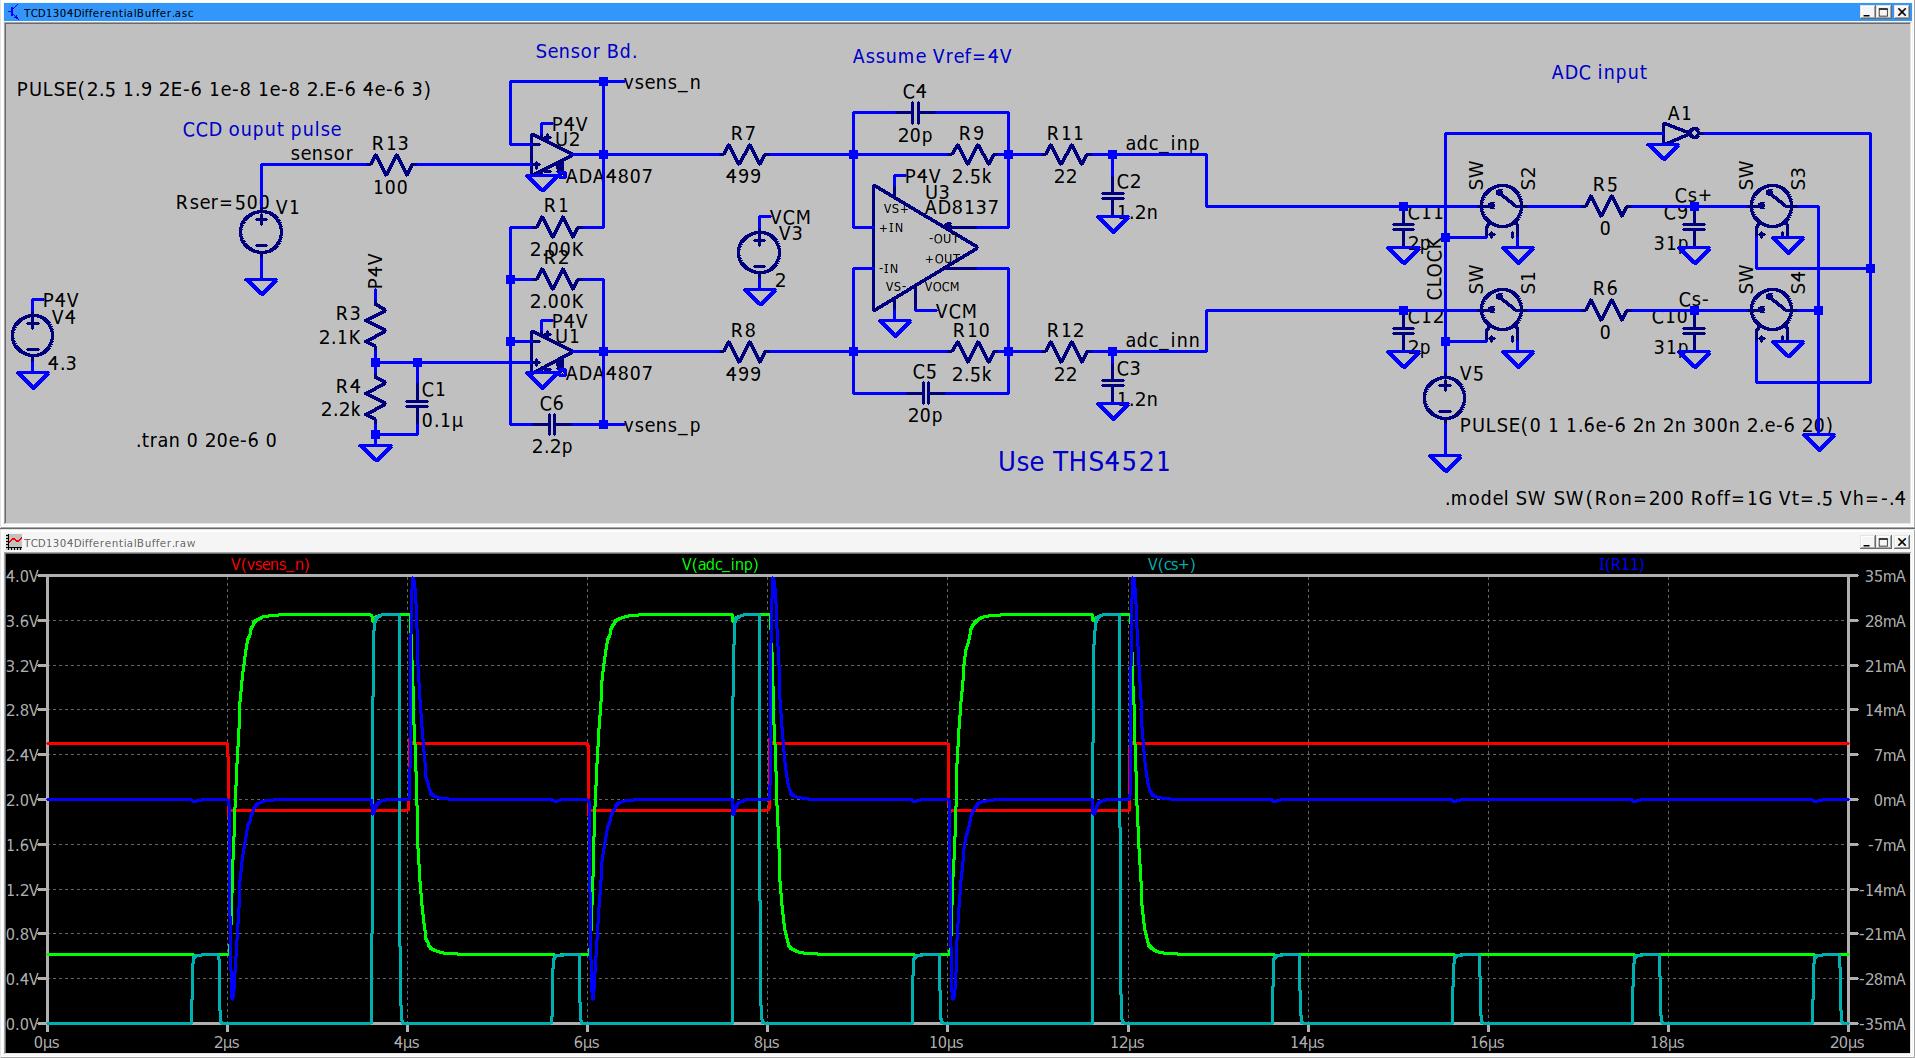 TCD1304DifferentialBuffer.asc
Sensor Bd.
Assume Vref=4V
ADC input
PULSE(2.5 1.9 2E-6 1e-8 1e-8 2.E-6 4e-6 3)
vsens_n
C4
20p
A1
CCD ouput pulse
sensor
R13
100
P4V
U2
ADA4807
R7
499
R9
2.5k
R11
22
adc_inp
C2
1.2n
Rser=500
V1
R1
2.00K
R2
2.00K
VCM
V3
2
P4V
U3
AD8137
VS+
+IN
-OUT
+OUT
-IN
VS-
VOCM
VCM
C11
2p
SW
S2
R5
0
Cs+
C9
31p
SW
S3
CLOCK
P4V
V4
4.3
P4V
R3
2.1K
R4
2.2k
C1
0.1µ
P4V
U1
ADA4807
C6
2.2p
vsens_p
R8
499
R10
2.5k
C5
20p
R12
22
adc_inn
C3
1.2n
C12
2p
SW
S1
R6
0
Cs-
C10
31p
SW
S4
V5
PULSE(0 1 1.6e-6 2n 2n 300n 2.e-6 20)
.tran 0 20e-6 0
Use THS4521
.model SW SW(Ron=200 Roff=1G Vt=.5 Vh=-.4
TCD1304DifferentialBuffer.raw
V(vsens_n) V(adc_inp) V(cs+) I(R11)
4.0V 35mA
3.6V 28mA
3.2V 21mA
2.8V 14mA
2.4V 7mA
2.0V 0mA
1.6V -7mA
1.2V -14mA
0.8V -21mA
0.4V -28mA
0.0V -35mA
0µs 2µs 4µs 6µs 8µs 10µs 12µs 14µs 16µs 18µs 20µs